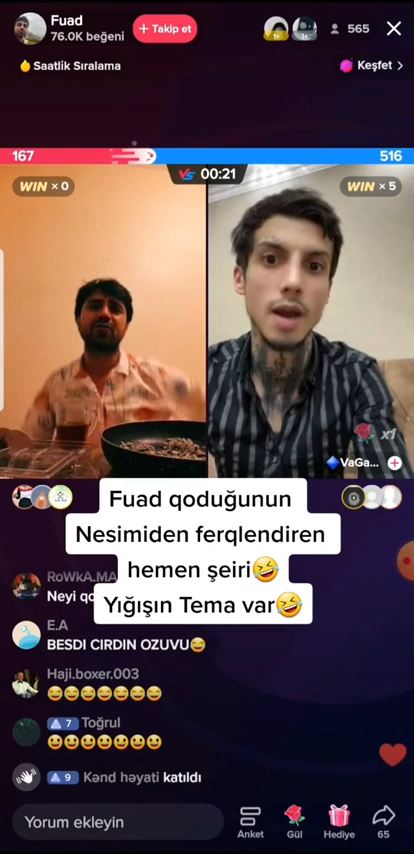 Fuad
76.0K beğeni
+ Takip et
565
Saatlik Sıralama
Keşfet >
167
VS 00:21
516
WIN x 0
WIN x 5
x1
VaGa...
Fuad qoduğunun
Nesimiden ferqlendiren
hemen şeiri🤣
Yığışın Tema var🤣
RoWkA.MA
Neyi qo
E.A
BESDI CIRDIN OZUVU😂
Haji.boxer.003
😂😂😂😂😂😂😂
7 Toğrul
😃😃😃😃😃😃😃
9 Kənd həyati katıldı
Yorum ekleyin
Anket
Gül
Hediye
65